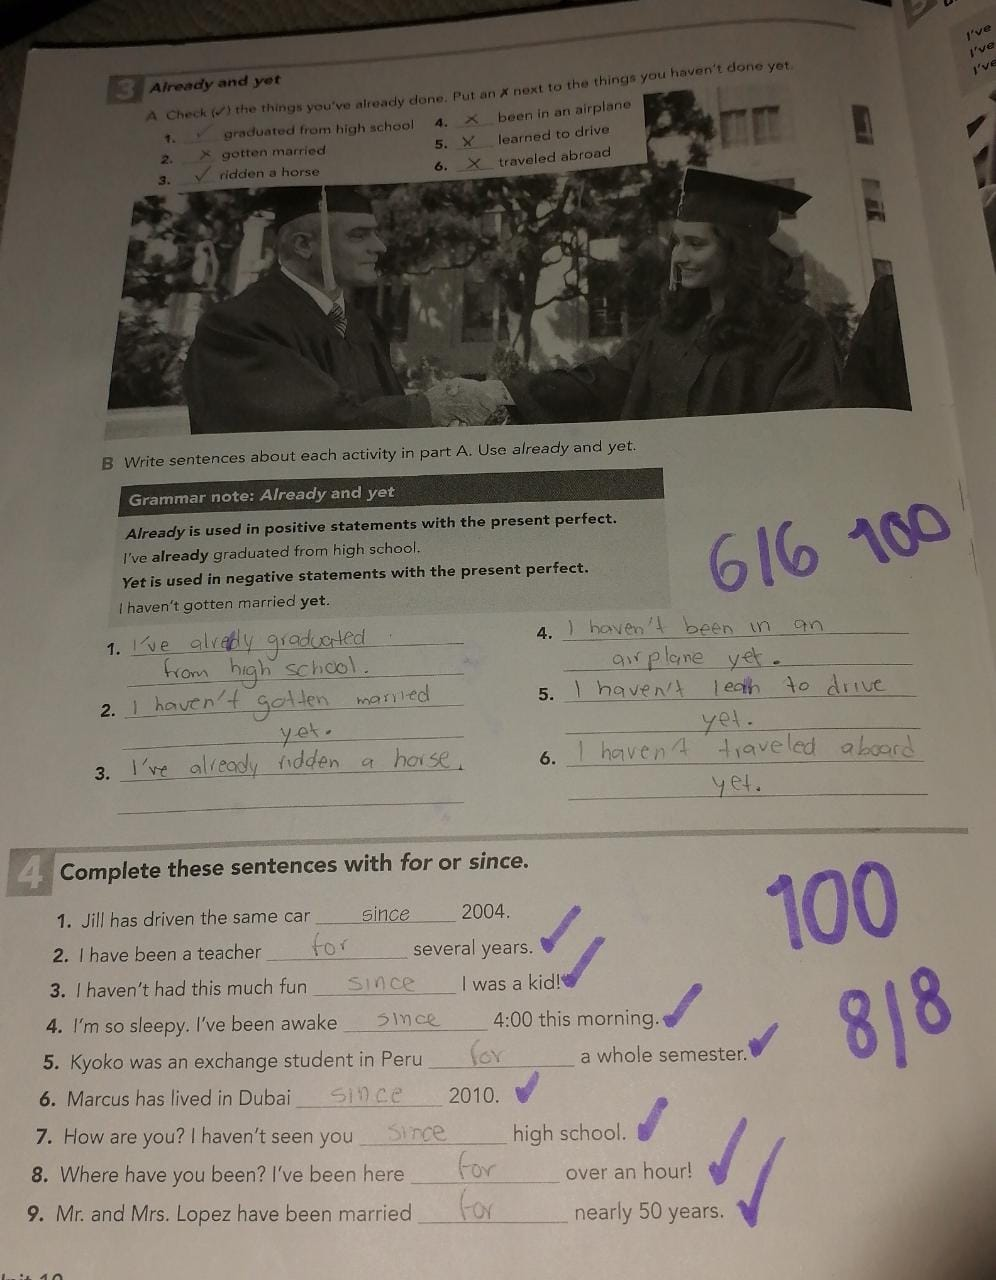 I've
I've
I've
3 Already and yet
A Check (✓) the things you've already done. Put an ✗ next to the things you haven't done yet.
1. ✓ graduated from high school
2. ✗ gotten married
3. ✓ ridden a horse
4. ✗ been in an airplane
5. ✗ learned to drive
6. ✗ traveled abroad
B Write sentences about each activity in part A. Use already and yet.
Grammar note: Already and yet
Already is used in positive statements with the present perfect.
I've already graduated from high school.
Yet is used in negative statements with the present perfect.
I haven't gotten married yet.
6/6 100
1. I've alredy graduated
from high school.
2. I haven't gotten married
yet.
3. I've already ridden a horse.
4. I haven't been in an
airplane yet.
5. I haven't leah to drive
yet.
6. I haven't traveled aboard
yet.
4 Complete these sentences with for or since.
100
8/8
1. Jill has driven the same car since 2004.
2. I have been a teacher for several years.
3. I haven't had this much fun since I was a kid!
4. I'm so sleepy. I've been awake since 4:00 this morning.
5. Kyoko was an exchange student in Peru for a whole semester.
6. Marcus has lived in Dubai since 2010.
7. How are you? I haven't seen you since high school.
8. Where have you been? I've been here for over an hour!
9. Mr. and Mrs. Lopez have been married for nearly 50 years.